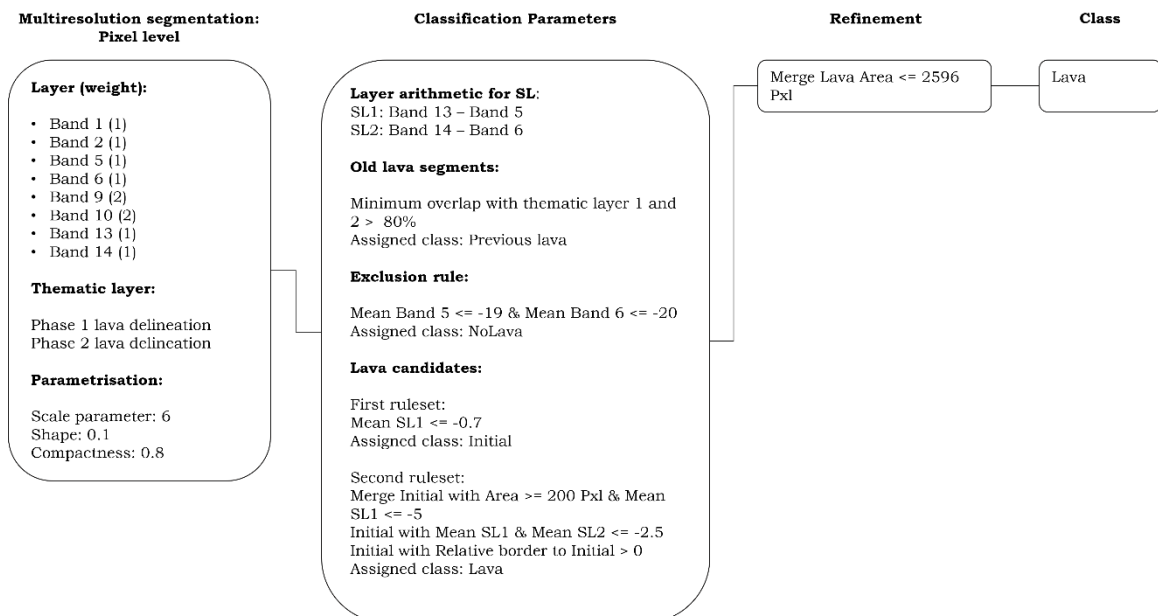 Multiresolution segmentation:
Pixel level
Layer (weight):
• Band 1 (1)
• Band 2 (1)
• Band 5 (1)
• Band 6 (1)
• Band 9 (2)
• Band 10 (2)
• Band 13 (1)
• Band 14 (1)
Thematic layer:
Phase 1 lava delineation
Phase 2 lava delineation
Parametrisation:
Scale parameter: 6
Shape: 0.1
Compactness: 0.8
Classification Parameters
Layer arithmetic for SL:
SL1: Band 13 – Band 5
SL2: Band 14 – Band 6
Old lava segments:
Minimum overlap with thematic layer 1 and
2 > 80%
Assigned class: Previous lava
Exclusion rule:
Mean Band 5 <= -19 & Mean Band 6 <= -20
Assigned class: NoLava
Lava candidates:
First ruleset:
Mean SL1 <= -0.7
Assigned class: Initial
Second ruleset:
Merge Initial with Area >= 200 Pxl & Mean
SL1 <= -5
Initial with Mean SL1 & Mean SL2 <= -2.5
Initial with Relative border to Initial > 0
Assigned class: Lava
Refinement
Merge Lava Area <= 2596
Pxl
Class
Lava